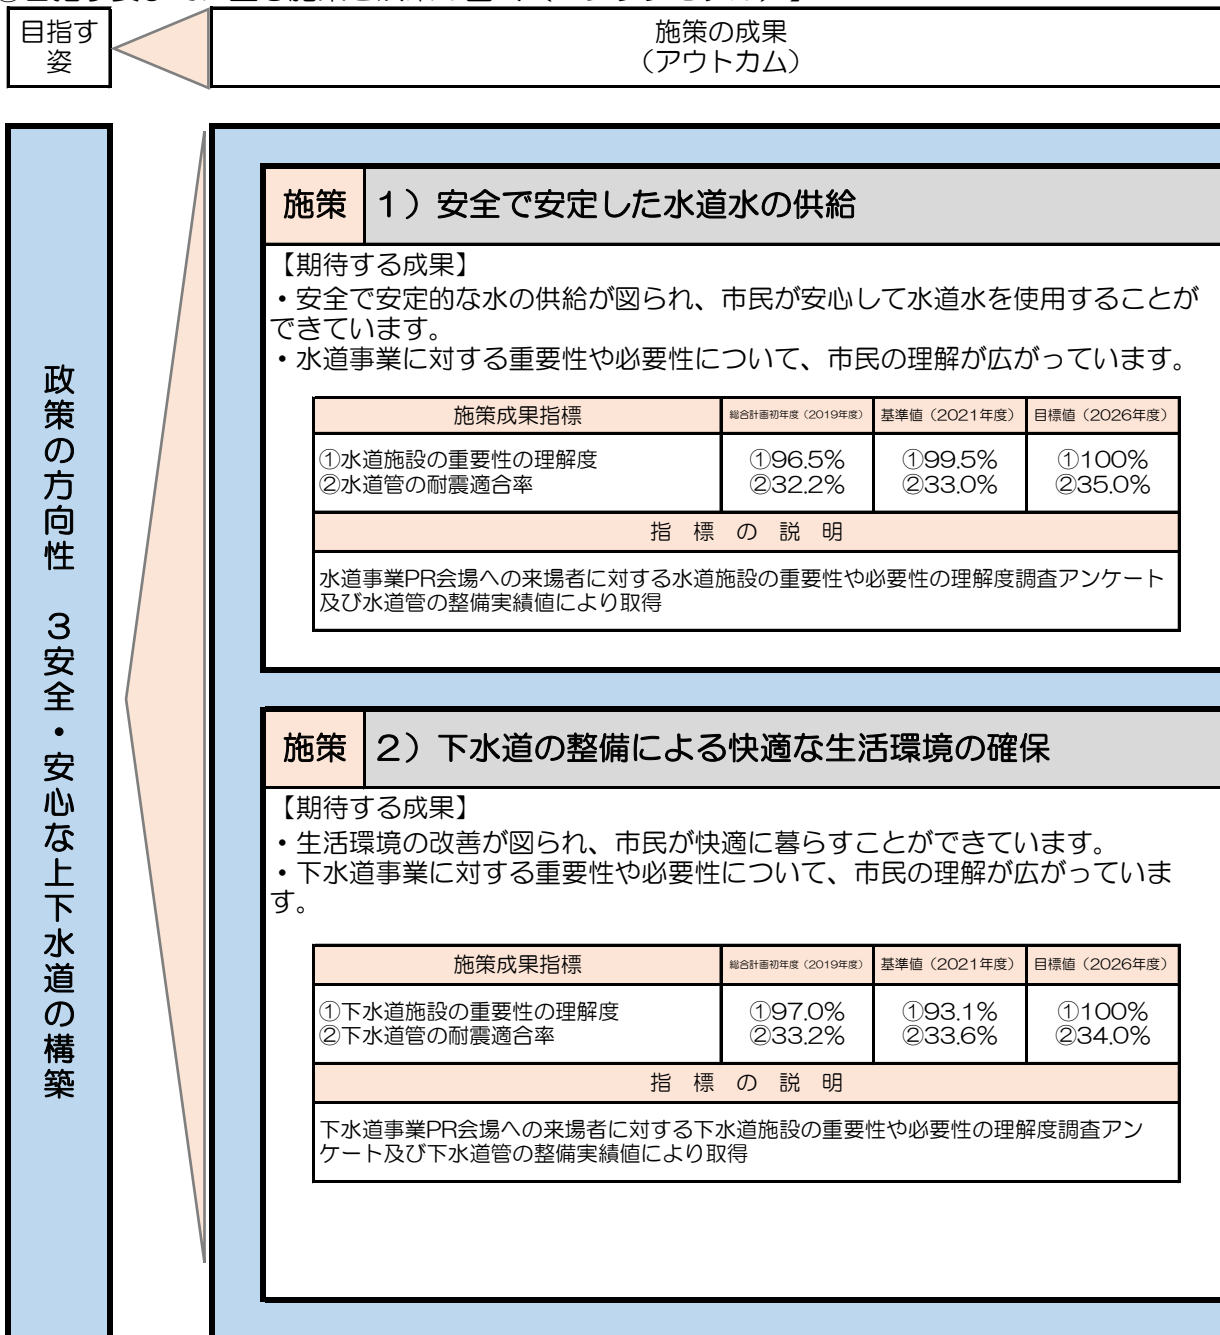 目指す
姿
施策の成果
（アウトカム）
政策の方向性　３安全・安心な上下水道の構築
施策 １）安全で安定した水道水の供給
【期待する成果】
・安全で安定的な水の供給が図られ、市民が安心して水道水を使用することが
できています。
・水道事業に対する重要性や必要性について、市民の理解が広がっています。
施策成果指標 総合計画初年度（2019年度） 基準値（2021年度） 目標値（2026年度）
①水道施設の重要性の理解度 ①96.5% ①99.5% ①100%
②水道管の耐震適合率 ②32.2% ②33.0% ②35.0%
指 標 の 説 明
水道事業PR会場への来場者に対する水道施設の重要性や必要性の理解度調査アンケート
及び水道管の整備実績値により取得
施策 ２）下水道の整備による快適な生活環境の確保
【期待する成果】
・生活環境の改善が図られ、市民が快適に暮らすことができています。
・下水道事業に対する重要性や必要性について、市民の理解が広がっていま
す。
施策成果指標 総合計画初年度（2019年度） 基準値（2021年度） 目標値（2026年度）
①下水道施設の重要性の理解度 ①97.0% ①93.1% ①100%
②下水道管の耐震適合率 ②33.2% ②33.6% ②34.0%
指 標 の 説 明
下水道事業PR会場への来場者に対する下水道施設の重要性や必要性の理解度調査アン
ケート及び下水道管の整備実績値により取得